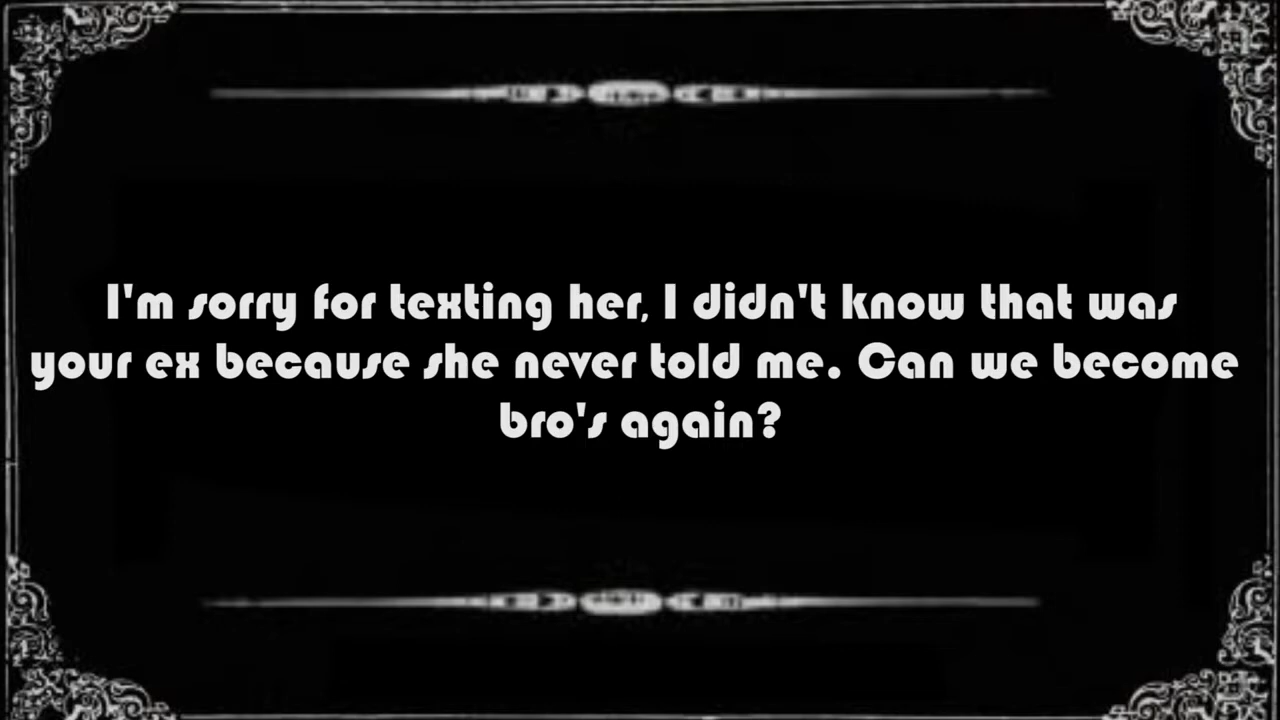 I'm sorry for texting her, I didn't know that was
your ex because she never told me. Can we become
bro's again?